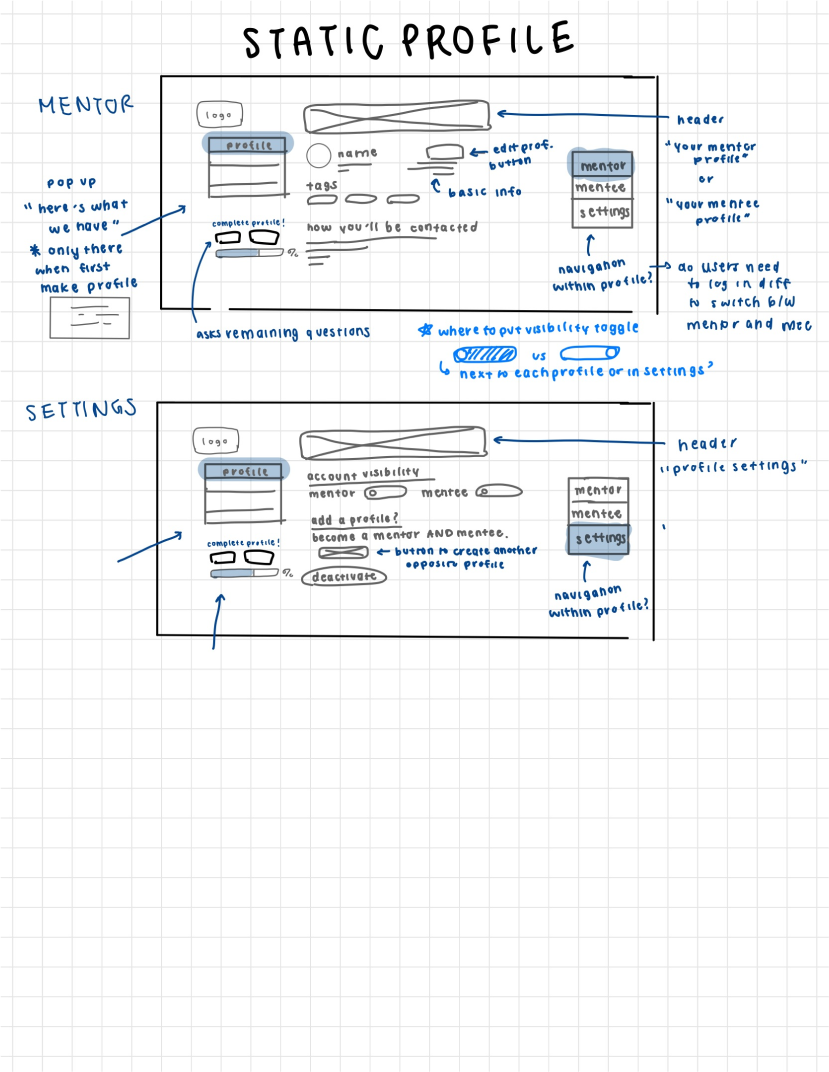 STATIC PROFILE
MENTOR
logo
header
profile
name
edit prof.
button
tags
basic info
mentor
mentee
settings
"your mentor
profile"
or
"your mentee
profile"
POP UP
"here's what
we have"
* only there
when first
make profile
complete profile!
%
how you'll be contacted
navigation
within profile?
do users need
to log in diff
to switch b/w
mentor and
asks remaining questions
* where to put visibility toggle
vs
next to each profile or in settings?
SETTINGS
logo
header
"profile settings"
profile
account visibility
mentor mentee
add a profile?
become a mentor AND mentee.
button to create another
opposite profile
deactivate
complete profile!
%
mentor
mentee
settings
navigation
within profile?